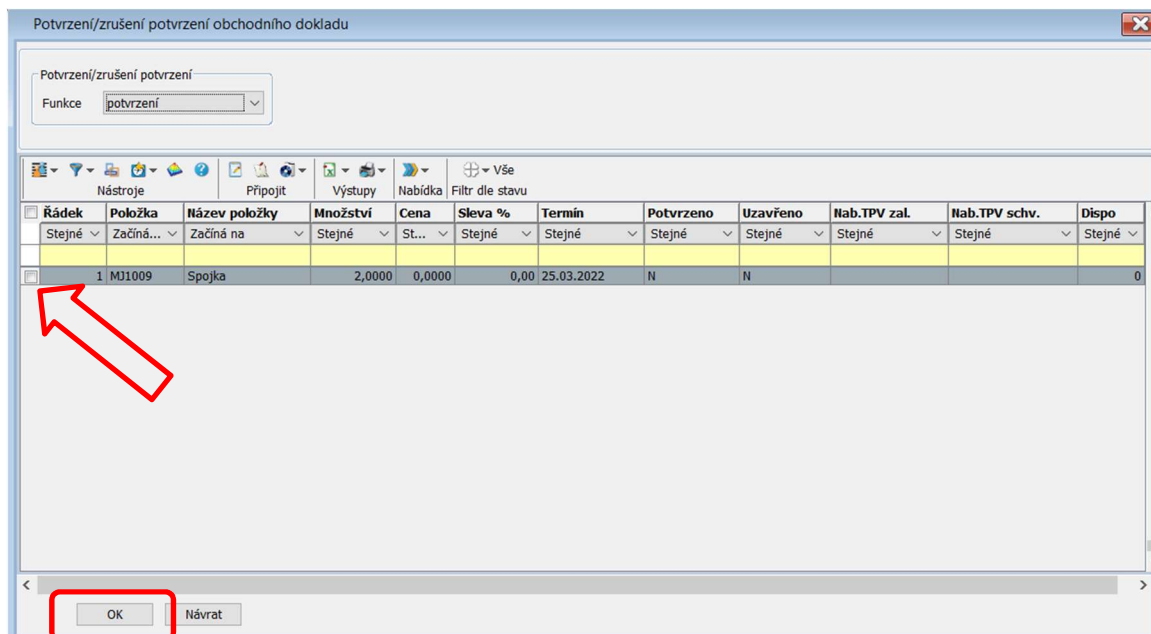 Potvrzení/zrušení potvrzení obchodního dokladu
Potvrzení/zrušení potvrzení
Funkce potvrzení
Vše
Nástroje Připojit Výstupy Nabídka Filtr dle stavu
Řádek Položka Název položky Množství Cena Sleva % Termín Potvrzeno Uzavřeno Nab.TPV zal. Nab.TPV schv. Dispo
Stejné Začíná... Začíná na Stejné St... Stejné Stejné Stejné Stejné Stejné Stejné Stejné
1 MJ1009 Spojka 2,0000 0,0000 0,00 25.03.2022 N N 0
OK Návrat